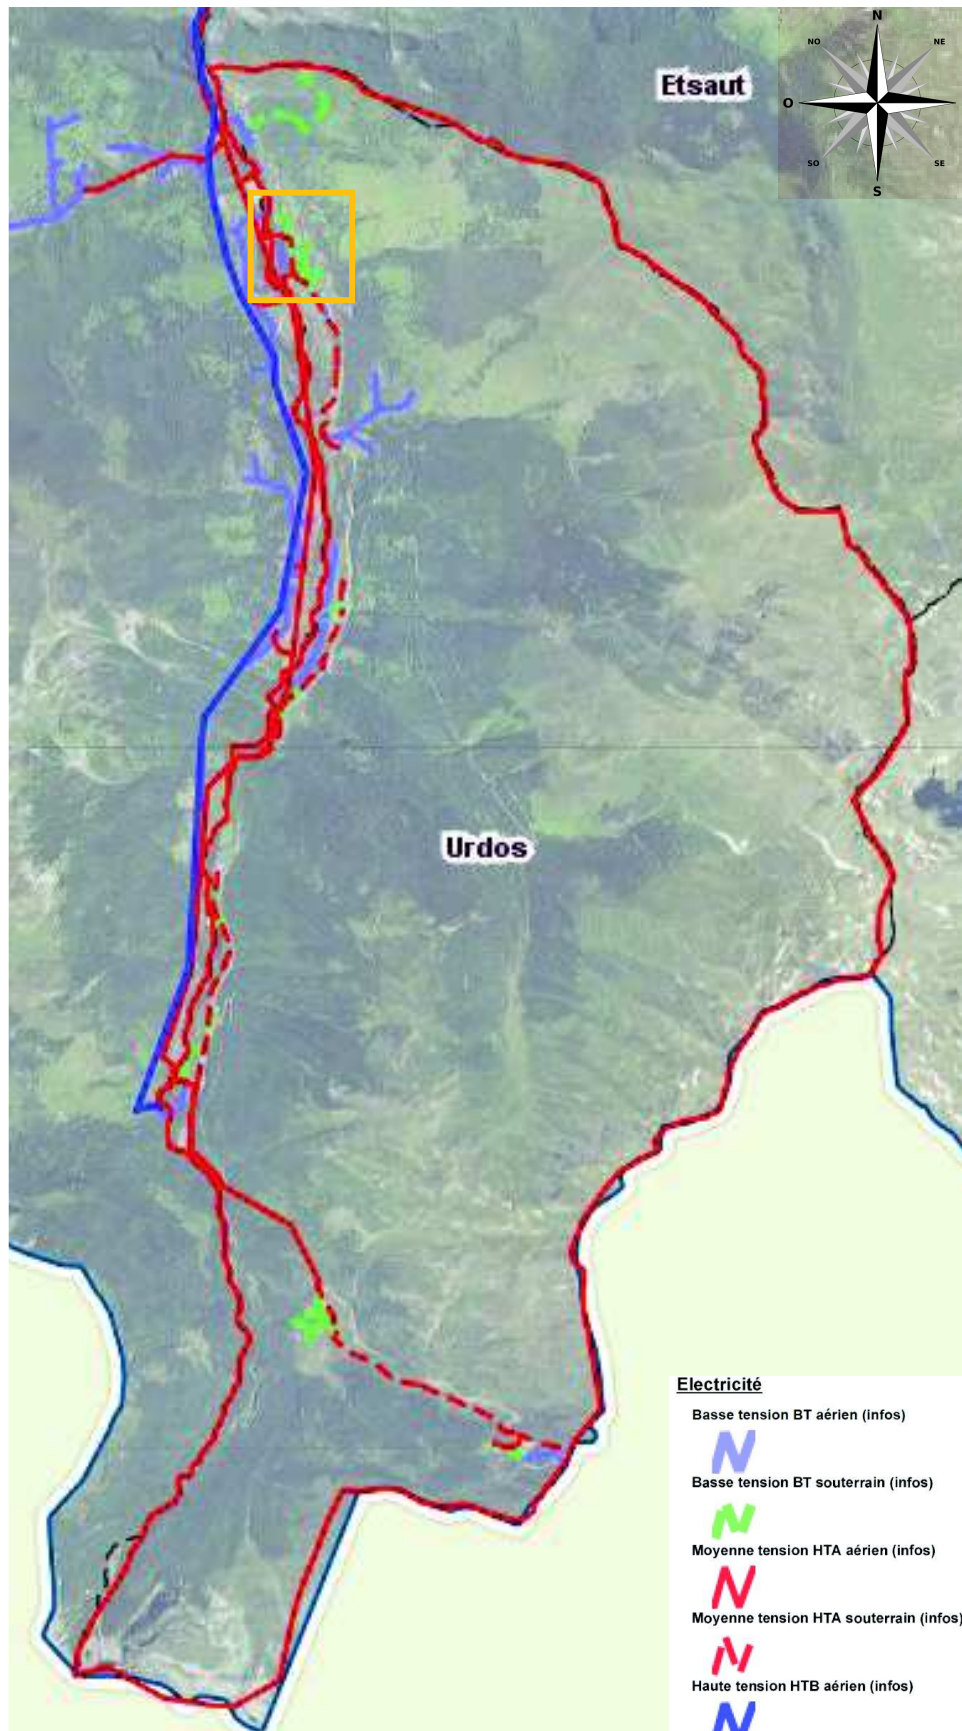 N
NO
NE
Etsaut
O
SO
SE
S
Urdos
Electricité
Basse tension BT aérien (infos)
Basse tension BT souterrain (infos)
Moyenne tension HTA aérien (infos)
Moyenne tension HTA souterrain (infos)
Haute tension HTB aérien (infos)